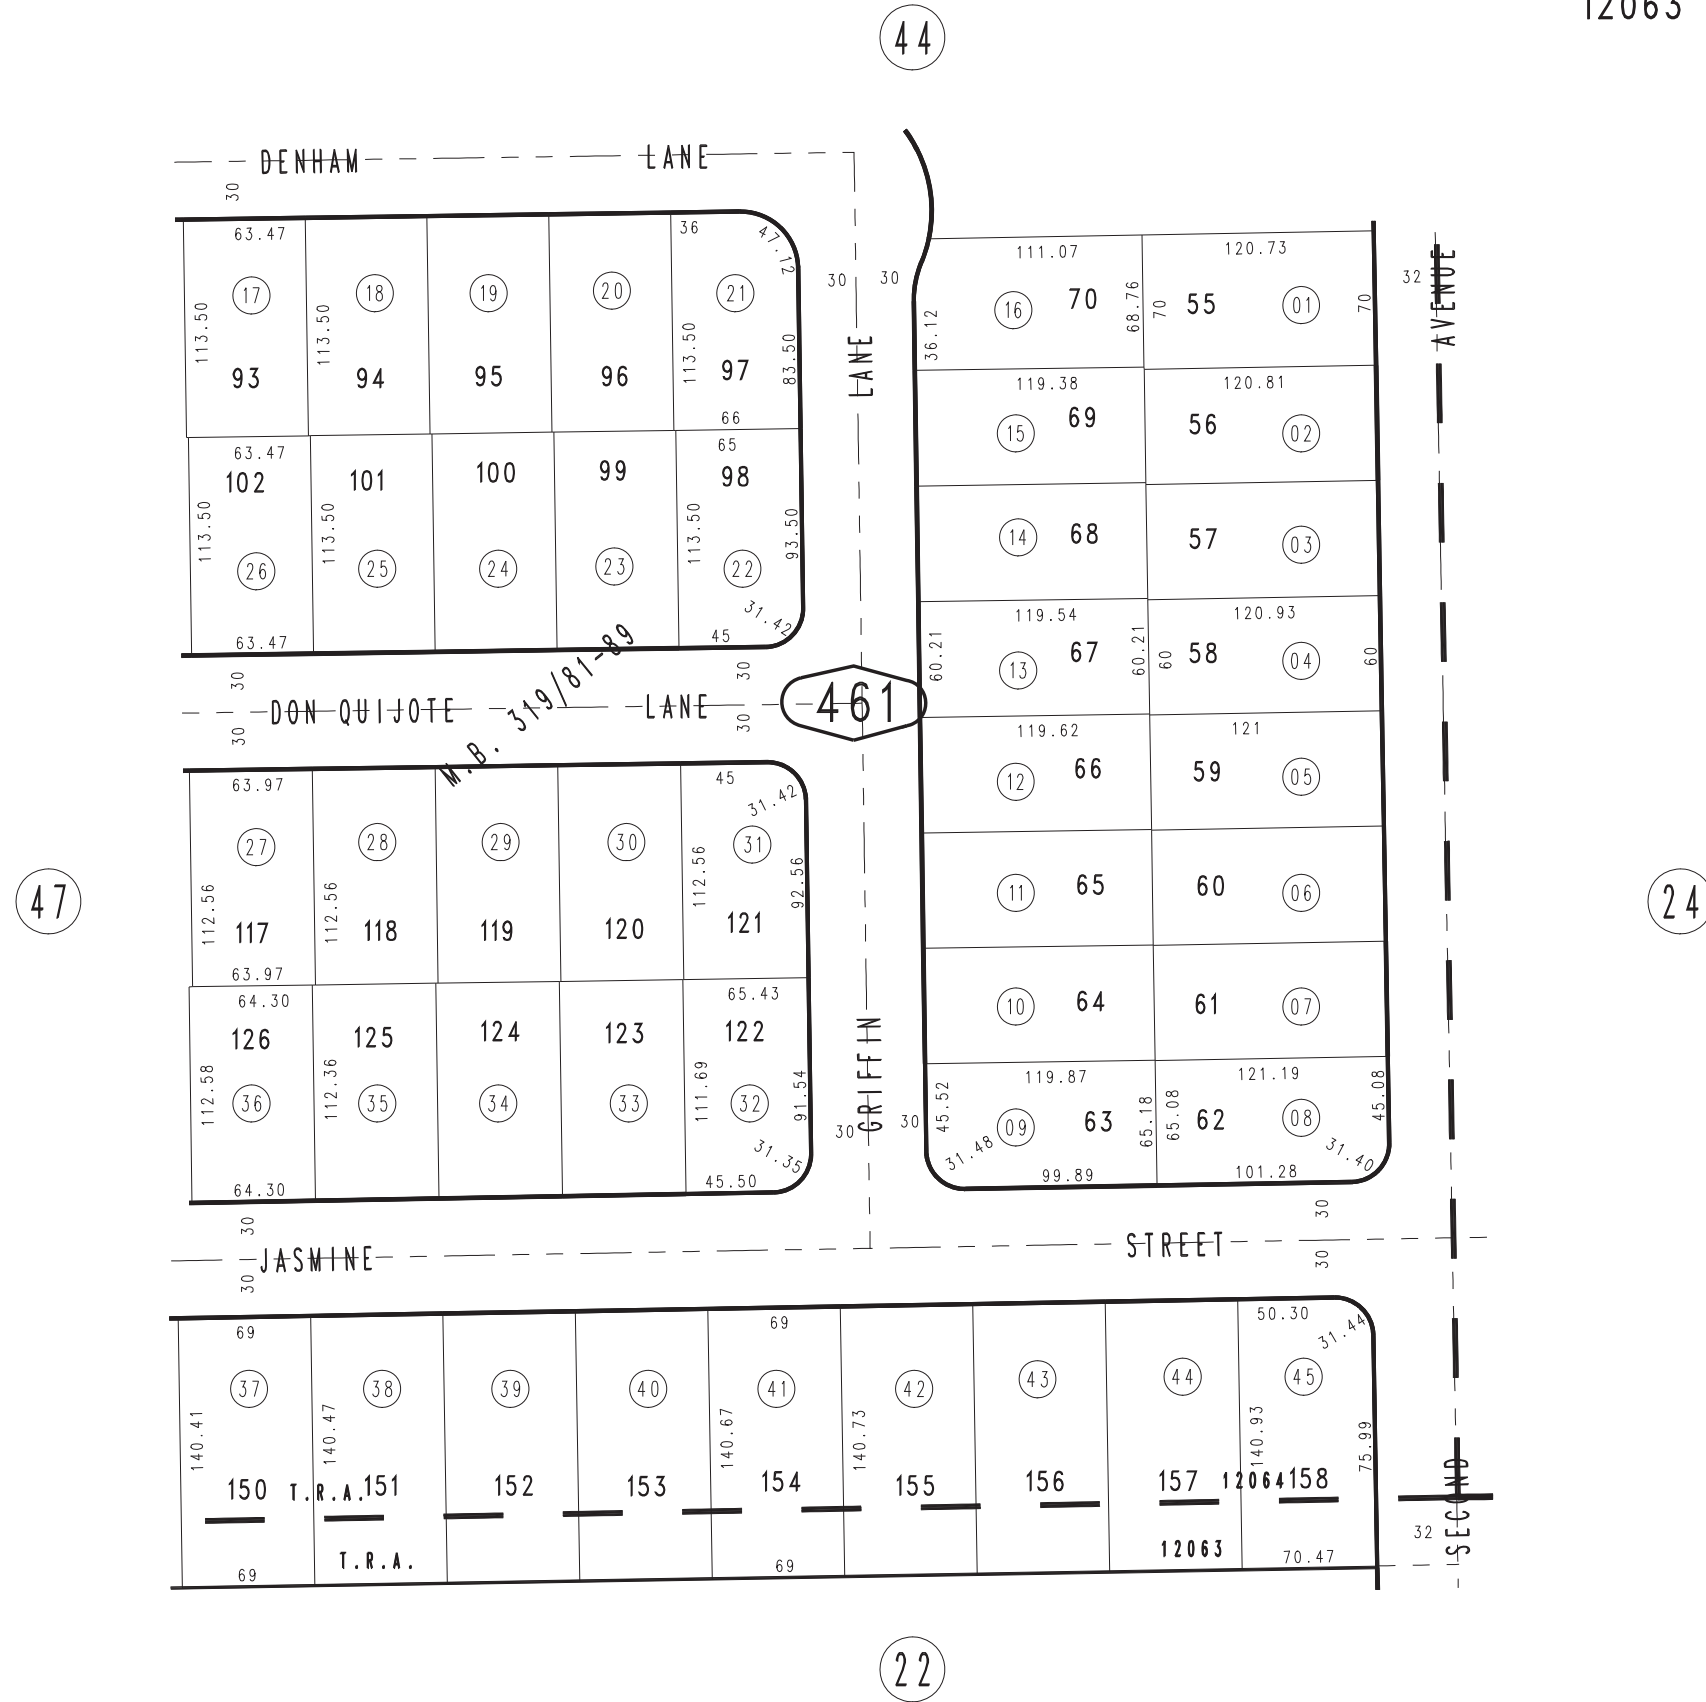 12063
44
DENHAM LANE
30
63.47
36
47.12
30 30
111.07
120.73
32
AVENUE
17 18 19 20 21
16 70 55 01
113.50 113.50 113.50 83.50
36.12 68.76 70 70
LANE
93 94 95 96 97
66
119.38 120.81
15 69 56 02
63.47
65
102 101 100 99 98
113.50 113.50 113.50 93.50
14 68 57 03
26 25 24 23 22
31.42
63.47
45
119.54 120.93
60.21 13 67 60.21 60 58 04 60
30 30
DON QUIJOTE LANE
30 30
M.B. 319/81-89
461
119.62 121
12 66 59 05
63.97
45
31.42
27 28 29 30 31
112.56 112.56 112.56 92.56
11 65 60 06
47
24
117 118 119 120 121
63.97
64.30
65.43
10 64 61 07
126 125 124 123 122
GRIFFIN
112.58 112.36 111.69 91.54
36 35 34 33 32
119.87 121.19
45.52 09 63 65.18 65.08 62 08 45.08
30 30
31.35
31.48
31.40
64.30
45.50
99.89
101.28
30 30
JASMINE STREET
30 30
69
69
50.30
31.44
37 38 39 40 41 42 43 44 45
140.41 140.47 140.67 140.73 140.93 75.99
150 T.R.A. 151 152 153 154 155 156 157 12064 158
SECOND
32
T.R.A.
12063
69
69
70.47
22